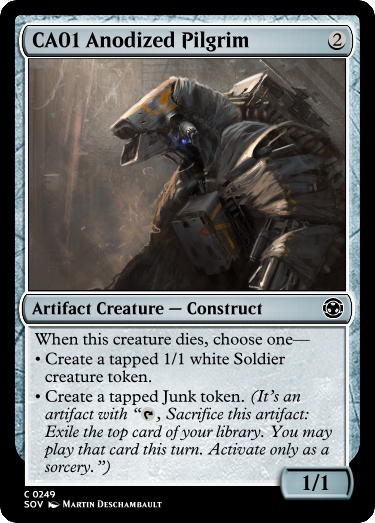 CA01 Anodized Pilgrim 2
Artifact Creature — Construct
When this creature dies, choose one—
• Create a tapped 1/1 white Soldier
creature token.
• Create a tapped Junk token. (It's an
artifact with “, Sacrifice this artifact:
Exile the top card of your library. You may
play that card this turn. Activate only as a
sorcery.”)
1/1
C 0249
SOV Martin Deschambault